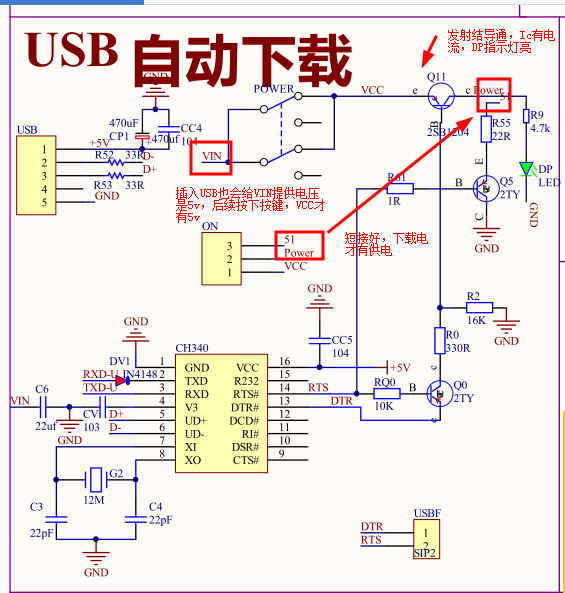 USB 自动下载
发射结导通，Ic有电
流，DP指示灯亮
GND
POWER
VCC
e
Q11
c
Power
51
2SB1204
B
R9
4.7k
R55
22R
DP
LED
GND
470uF
CP1
470uf
CC4
104
USB
+5V
1
2
3
4
5
R52
33R
D-
D+
R53
33R
GND
VIN
插入USB也会给VIN提供电压
是5v，后续按下按键，VCC才
有5v
R61
1R
B
E
Q5
2TY
C
GND
ON
3
2
1
51
Power
VCC
短接好，下载电
才有供电
GND
CC5
104
R2
16K
GND
R0
330R
GND
CH340
DV1
1N4148
RXD-U
TXD-U
1 GND VCC 16
2 TXD R232 15
3 RXD RTS# 14
4 V3 DTR# 13
5 UD+ DCD# 12
6 UD- RI# 11
7 XI DSR# 10
8 XO CTS# 9
+5V
RTS
DTR
RQ0
10K
B
c
Q0
2TY
e
VIN
C6
22uf
GND
CV
103
D+
D-
G2
12M
C3
22pF
C4
22pF
GND
USBF
DTR
RTS
1
2
SIP2